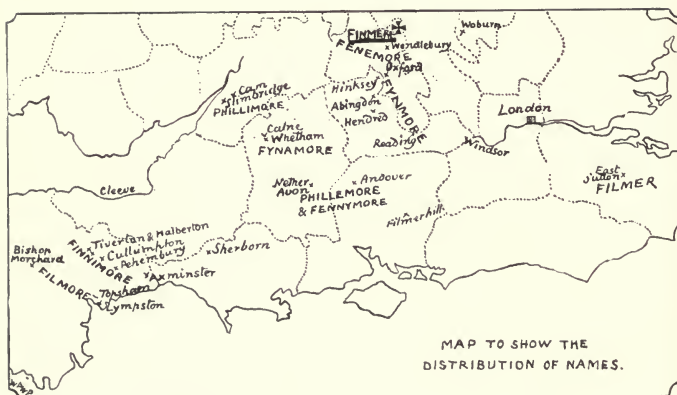 FINMERE
Woburn
Wendlebury
FENEMORE
Oxford
Cam
Slimbridge
PHILLIMORE
Hinksey
FYNMORE
Abingdon
Hendred
London
Calne
Whetham
FYNAMORE
Reading
Windsor
Cleeve
Nether
Avon
Andover
PHILLEMORE
& FENNYMORE
East
Sutton
FILMER
Filmerhill
Tiverton & Halberton
Cullumpton
Pehembury
FINNIMORE
Sherborn
Bishop
Morchard
FILMORE
Axminster
Topsham
Lympston
MAP TO SHOW THE
DISTRIBUTION OF NAMES.